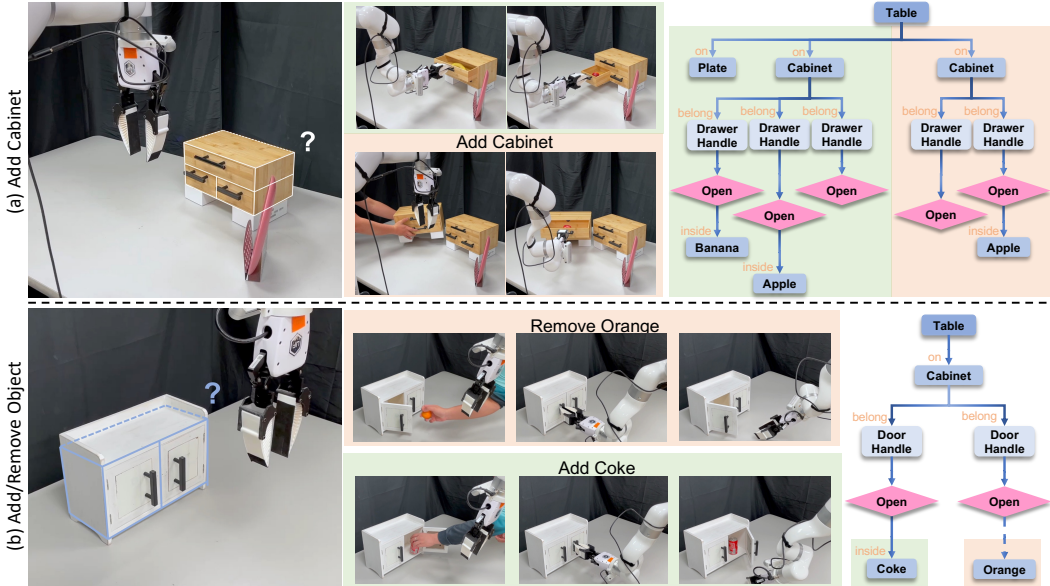 (a) Add Cabinet
?
Add Cabinet
Table
on
on
on
Plate
Cabinet
Cabinet
belong
belong
belong
belong
belong
Drawer
Handle
Drawer
Handle
Drawer
Handle
Drawer
Handle
Drawer
Handle
Open
Open
Open
Open
Open
inside
Banana
inside
Apple
inside
Apple
(b) Add/Remove Object
?
Remove Orange
Add Coke
Table
on
Cabinet
belong
belong
Door
Handle
Door
Handle
Open
Open
inside
Coke
Orange